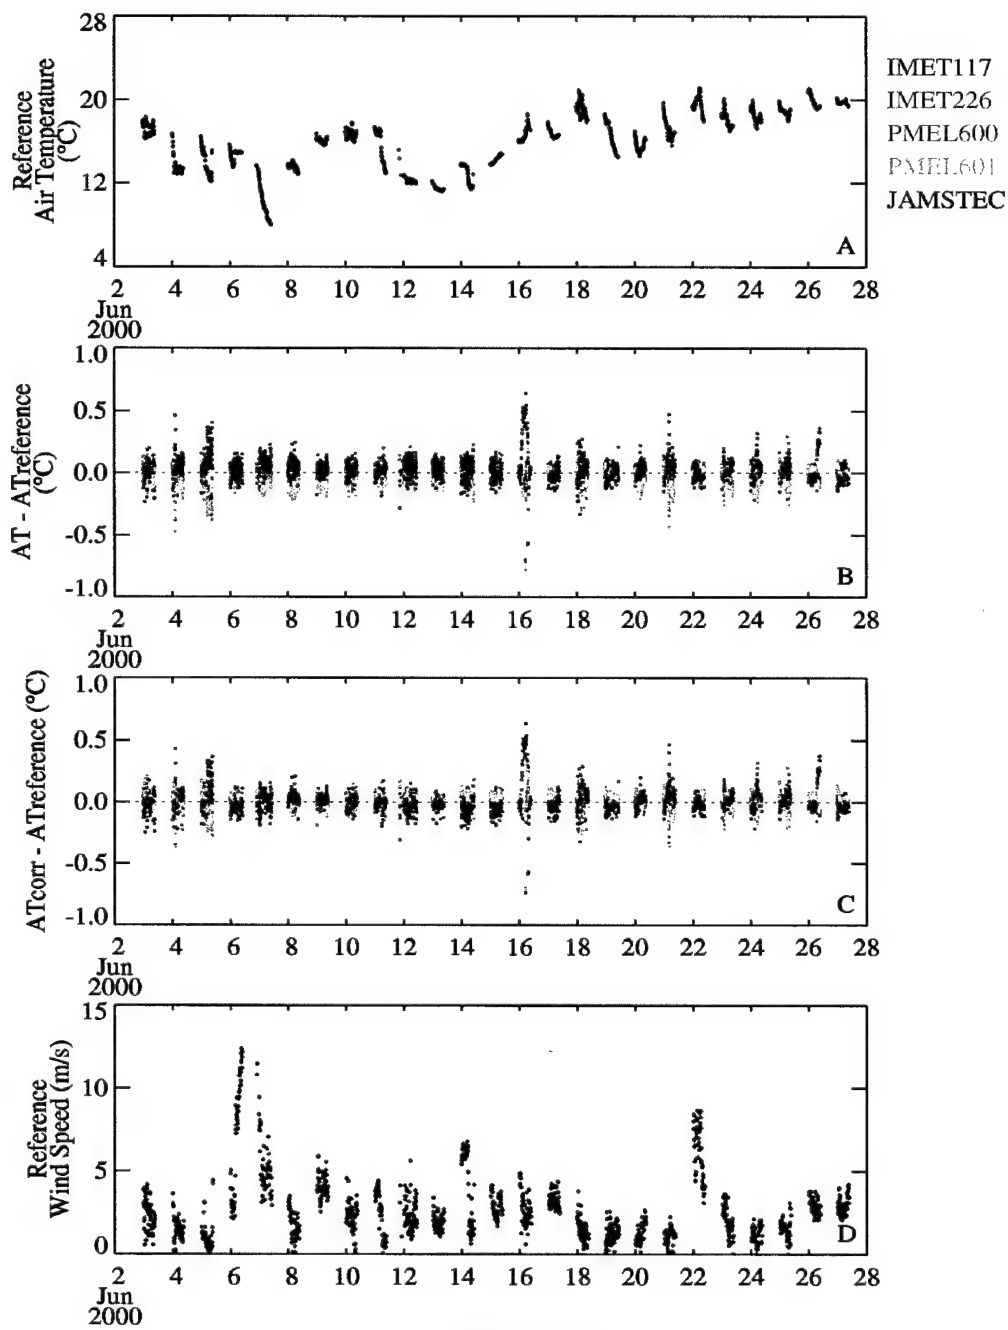 28
20
12
4
Reference
Air Temperature
(°C)
A
2 4 6 8 10 12 14 16 18 20 22 24 26 28
Jun
2000
IMET117
IMET226
PMEL600
PMEL601
JAMSTEC
1.0
0.5
0.0
-0.5
-1.0
AT - ATreference
(°C)
B
2 4 6 8 10 12 14 16 18 20 22 24 26 28
Jun
2000
1.0
0.5
0.0
-0.5
-1.0
ATcorr - ATreference (°C)
C
2 4 6 8 10 12 14 16 18 20 22 24 26 28
Jun
2000
15
10
5
0
Reference
Wind Speed (m/s)
D
2 4 6 8 10 12 14 16 18 20 22 24 26 28
Jun
2000